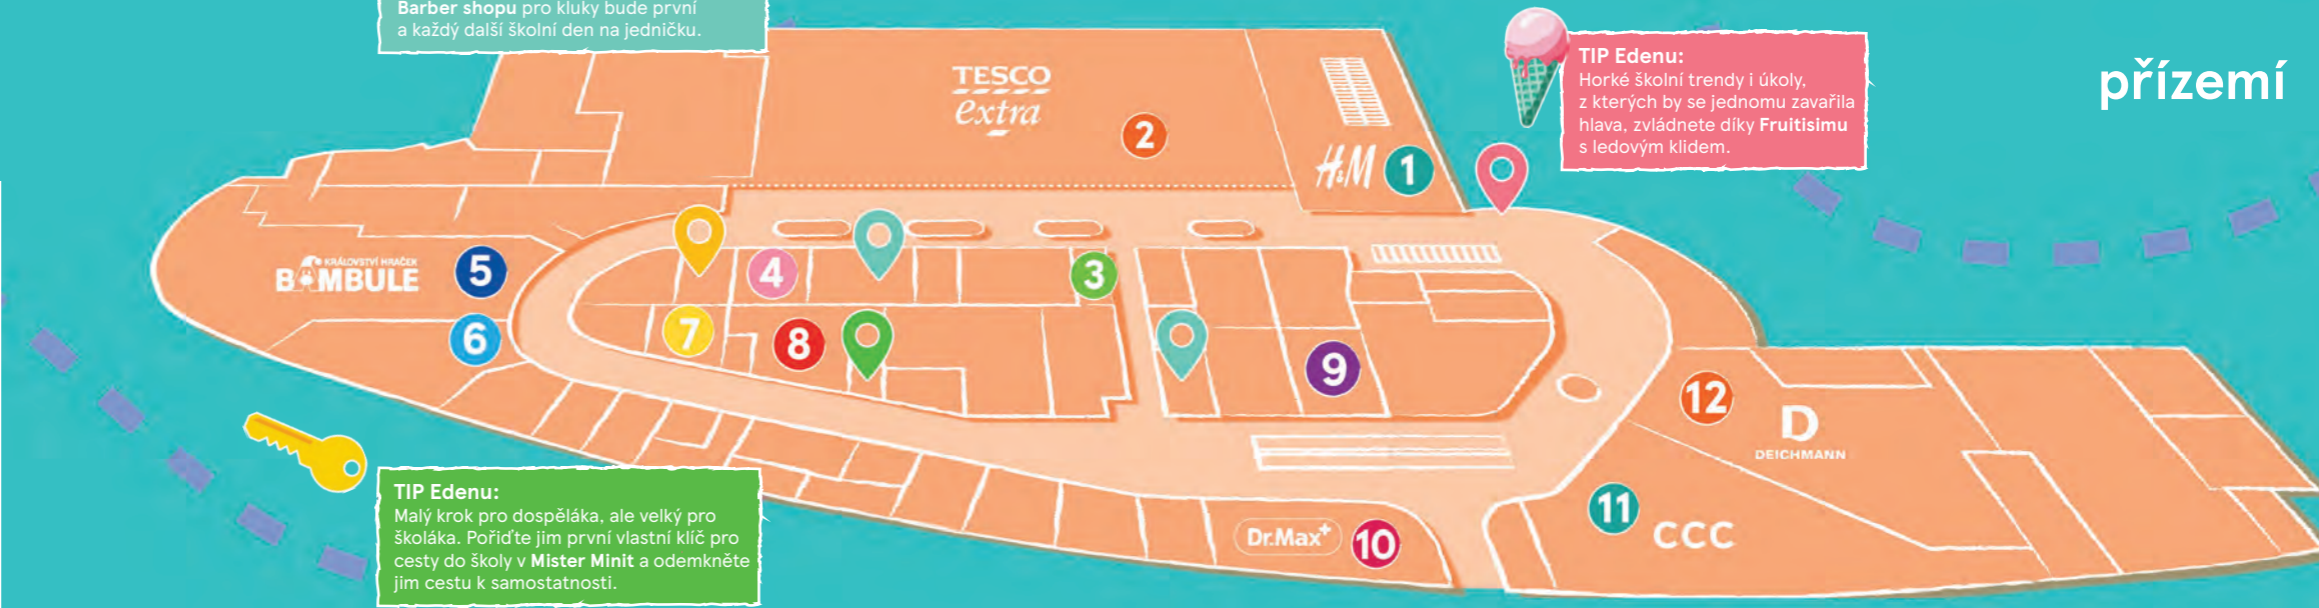 Barber shopu pro kluky bude první
a každý další školní den na jedničku.
TIP Edenu:
Horké školní trendy i úkoly,
z kterých by se jednomu zavařila
hlava, zvládnete díky Fruitisimu
s ledovým klidem.
přízemí
TESCO
extra
2
H&M
1
KRÁLOVSTVÍ HRAČEK
BAMBULE
5
4
3
6
7
8
9
12
D
DEICHMANN
11
CCC
Dr.Max+
10
TIP Edenu:
Malý krok pro dospěláka, ale velký pro
školáka. Pořiďte jim první vlastní klíč pro
cesty do školy v Mister Minit a odemkněte
jim cestu k samostatnosti.